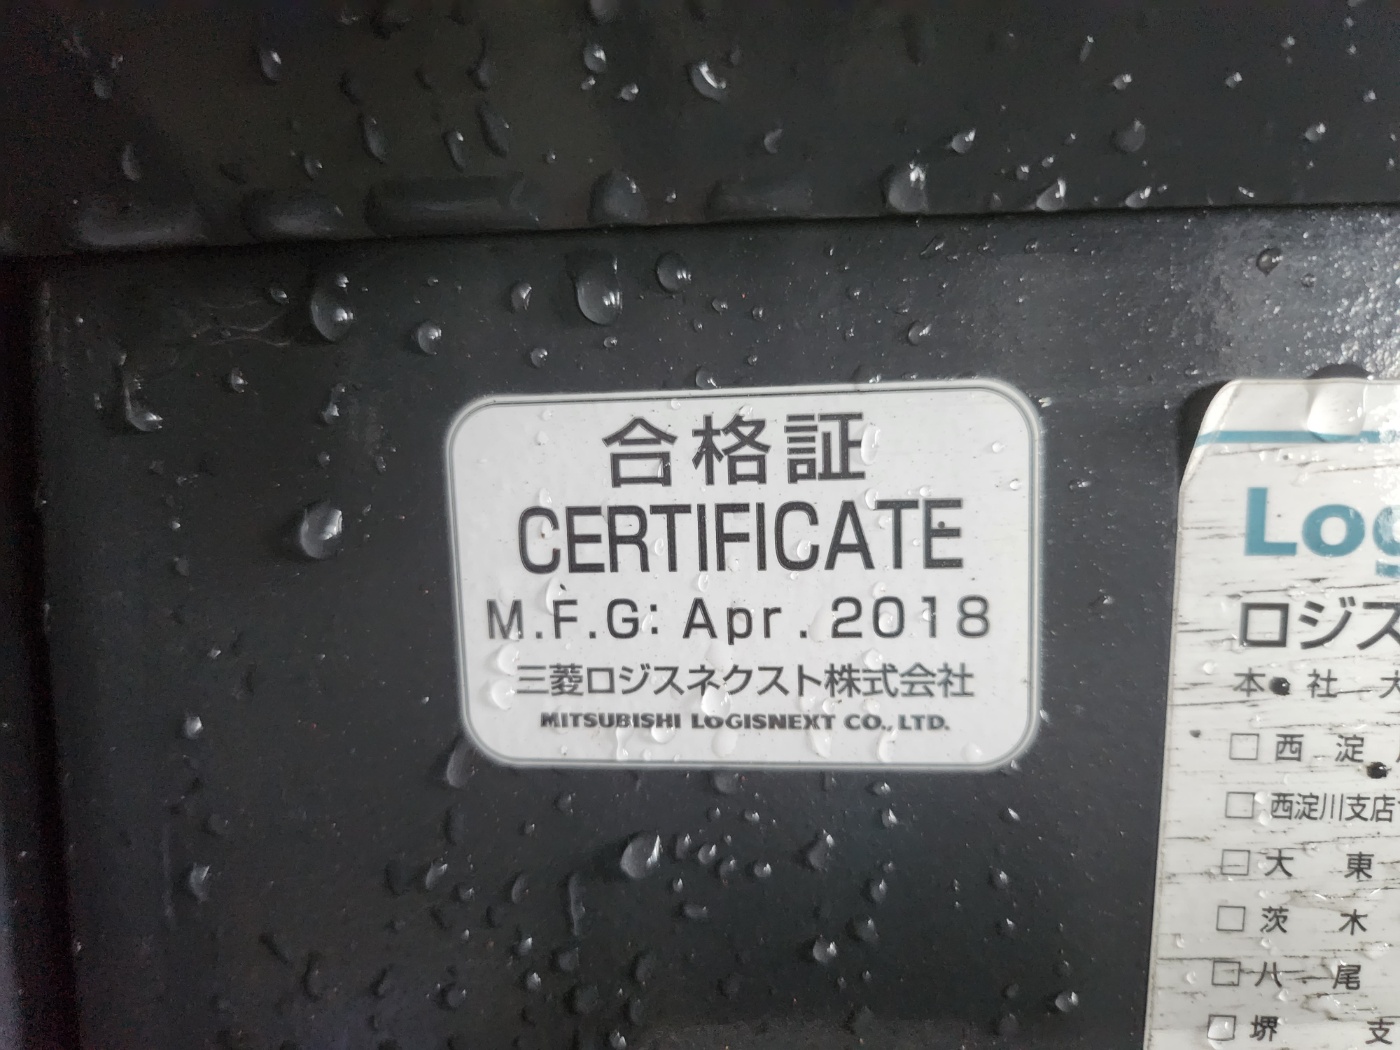 合格証
CERTIFICATE
M.F.G: Apr. 2018
三菱ロジスネクスト株式会社
MITSUBISHI LOGISNEXT CO., LTD.
Log
ロジス
本 社 大
□ 西 淀
□ 西淀川支店
□ 大 東
□ 茨 木
□ 八 尾
□ 堺 支